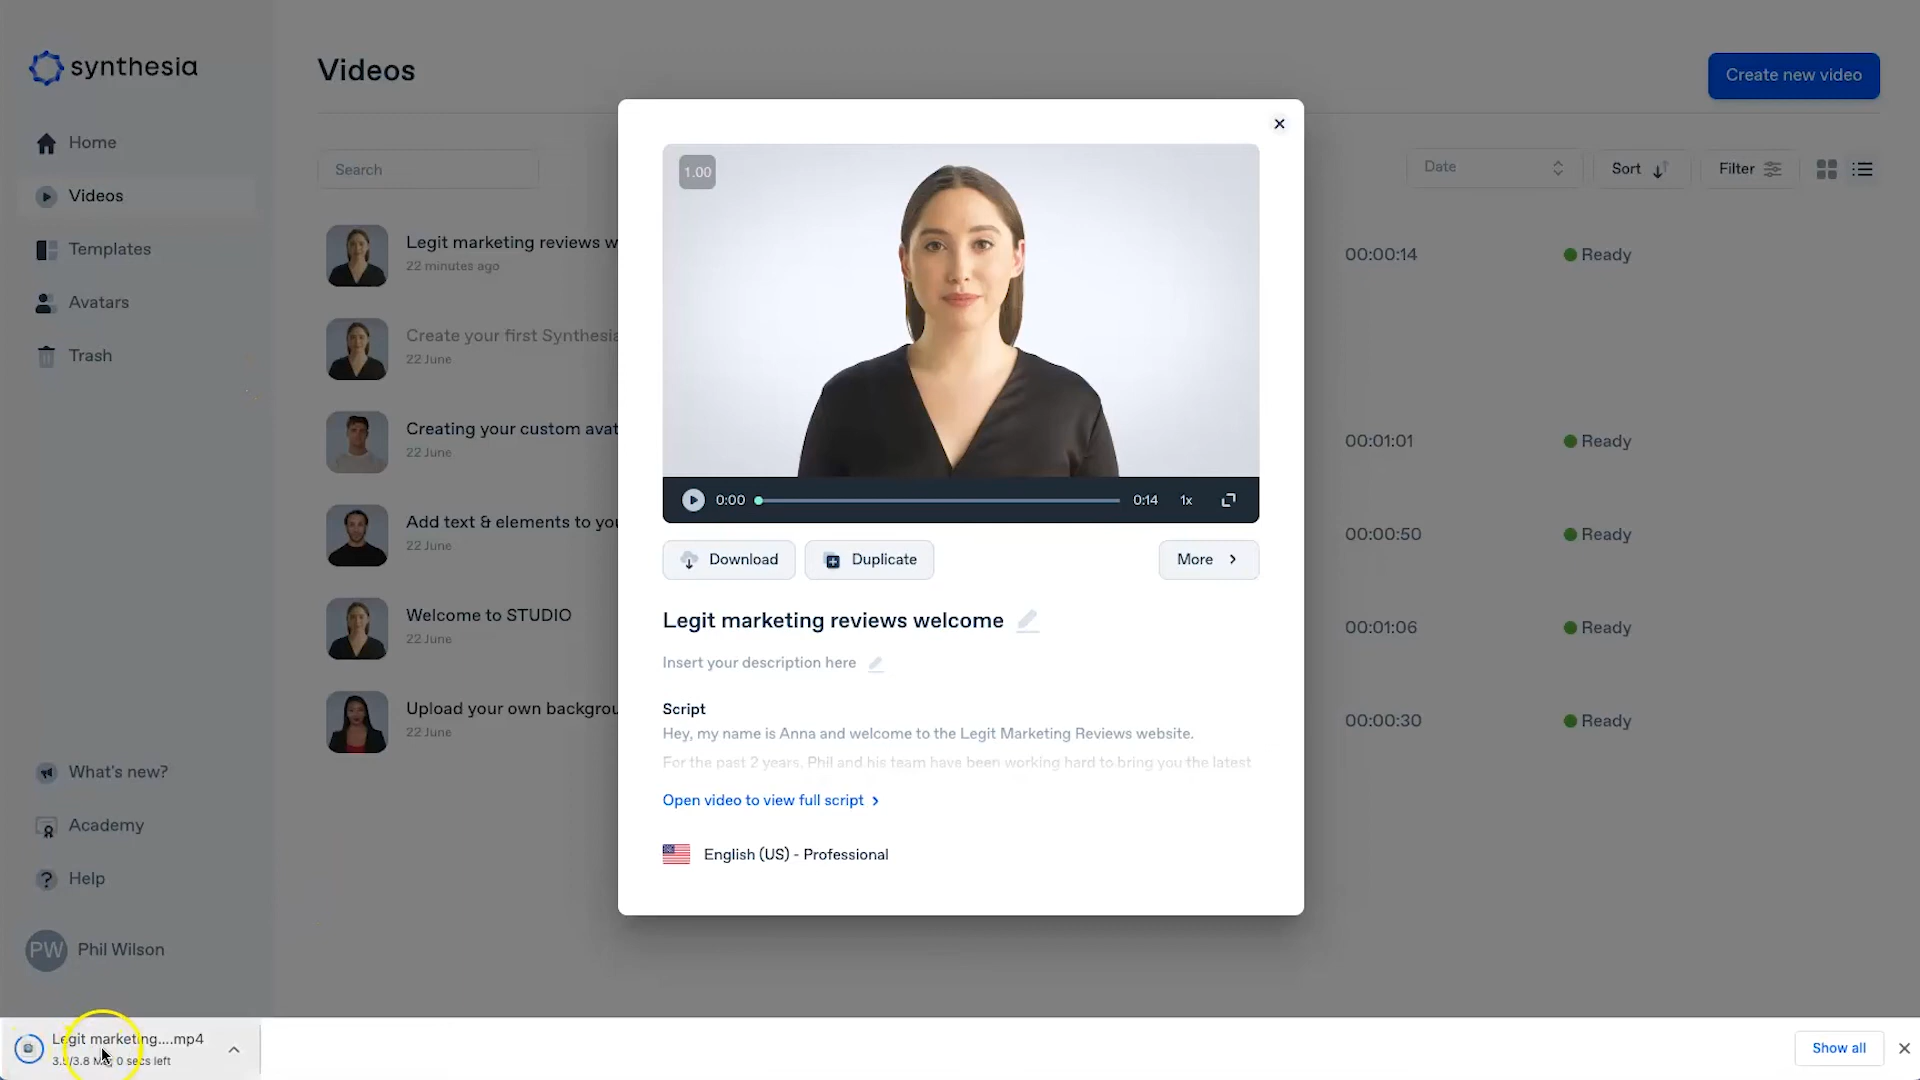 synthesia
Home
Videos
Templates
Avatars
Trash
What's new?
Academy
Help
PW Phil Wilson
Videos
Create new video
Search
Date
Sort
Filter
Legit marketing reviews w
22 minutes ago
00:00:14
Ready
Create your first Synthesia
22 June
Creating your custom avat
22 June
00:01:01
Ready
Add text & elements to you
22 June
00:00:50
Ready
Welcome to STUDIO
22 June
00:01:06
Ready
Upload your own backgrou
22 June
00:00:30
Ready
1.00
0:00
0:14
1x
Download
Duplicate
More
Legit marketing reviews welcome
Insert your description here
Script
Hey, my name is Anna and welcome to the Legit Marketing Reviews website.
For the past 2 years, Phil and his team have been working hard to bring you the latest
Open video to view full script
English (US) - Professional
Legit marketing....mp4
0 secs left
Show all